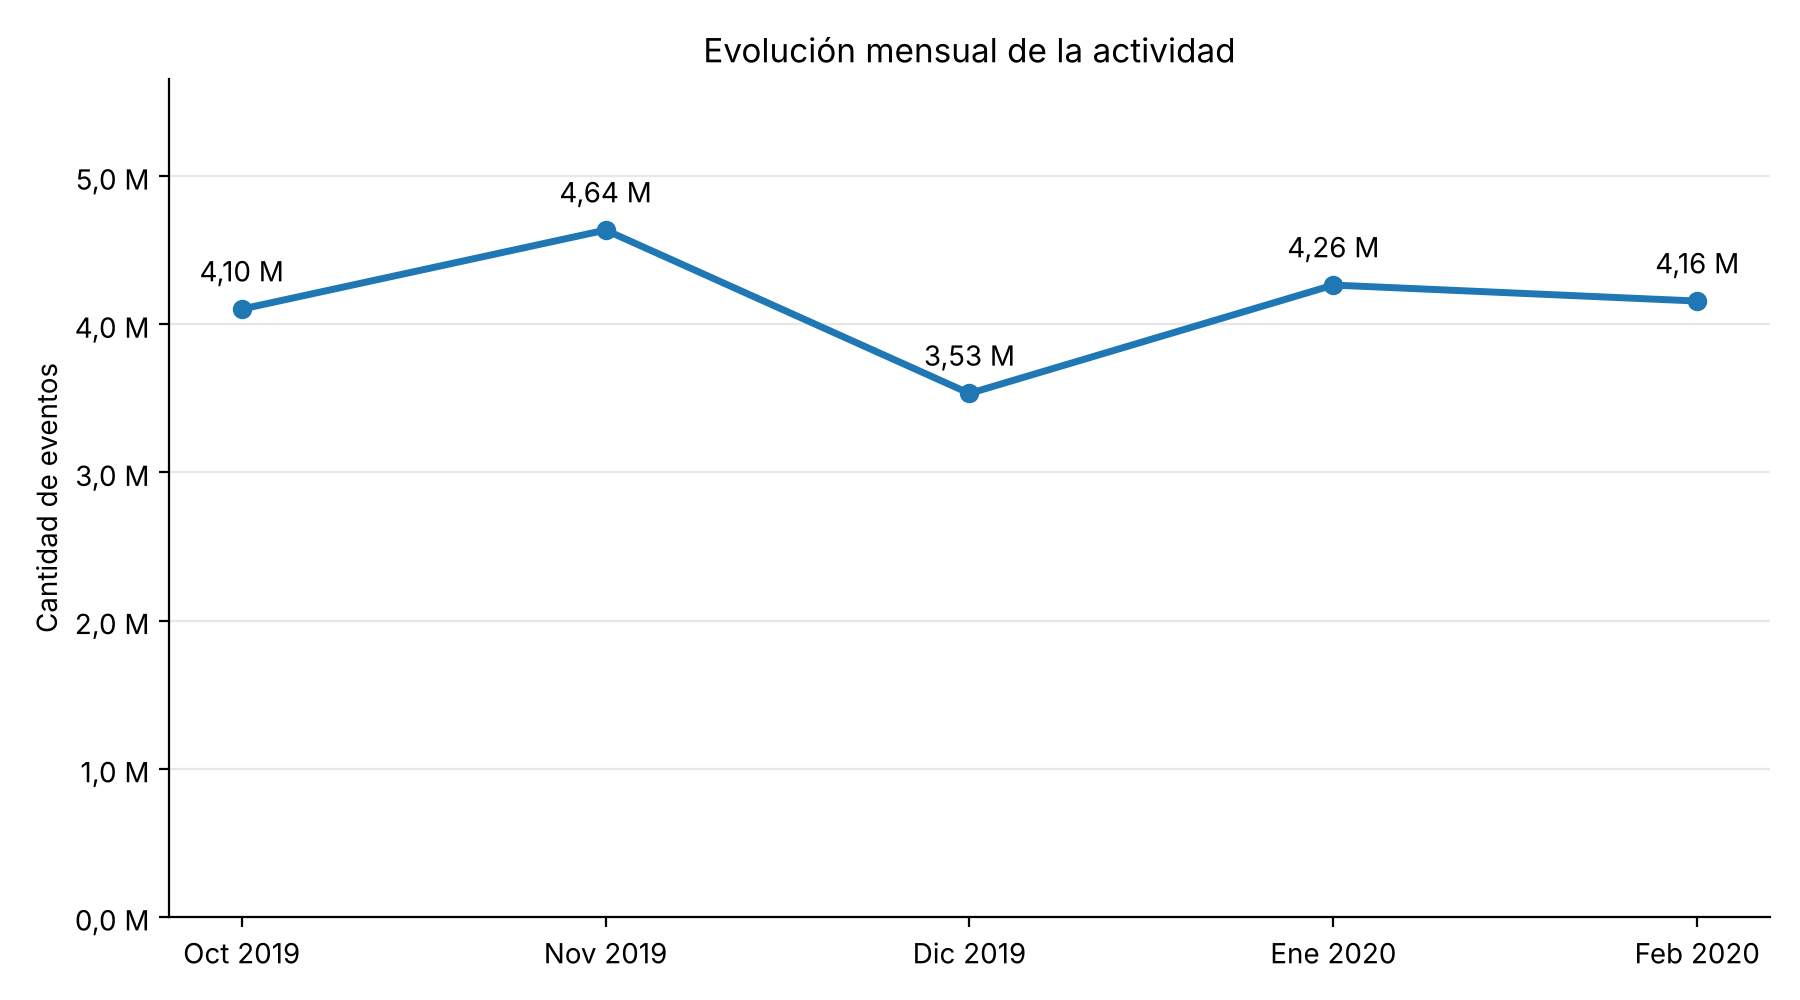 Evolución mensual de la actividad
Cantidad de eventos
5,0 M
4,0 M
3,0 M
2,0 M
1,0 M
0,0 M
4,10 M
4,64 M
3,53 M
4,26 M
4,16 M
Oct 2019
Nov 2019
Dic 2019
Ene 2020
Feb 2020